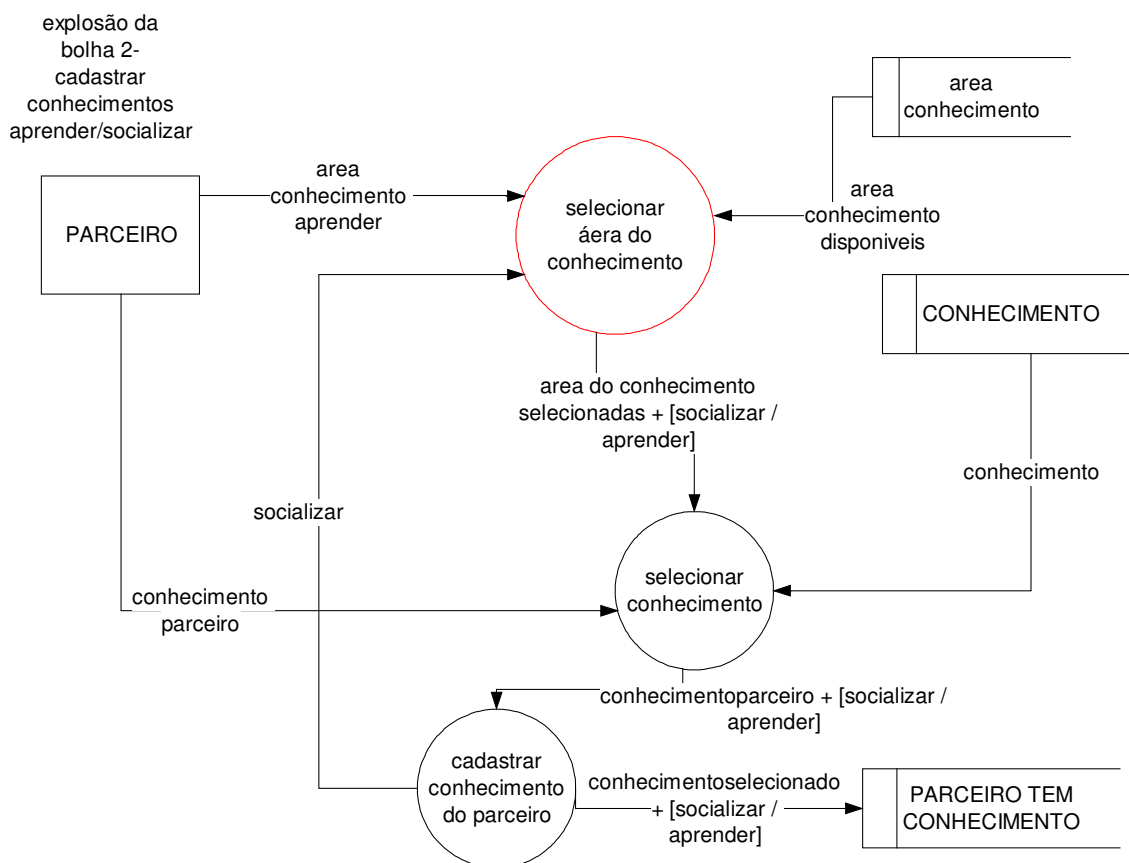 explosão da
bolha 2-
cadastrar
conhecimentos
aprender/socializar
area
conhecimento
area
conhecimento
aprender
PARCEIRO
selecionar
áera do
conhecimento
area
conhecimento
disponiveis
CONHECIMENTO
area do conhecimento
selecionadas + [socializar /
aprender]
conhecimento
socializar
selecionar
conhecimento
conhecimento
parceiro
conhecimentoparceiro + [socializar /
aprender]
cadastrar
conhecimento
do parceiro
conhecimentoselecionado
+ [socializar /
aprender]
PARCEIRO TEM
CONHECIMENTO